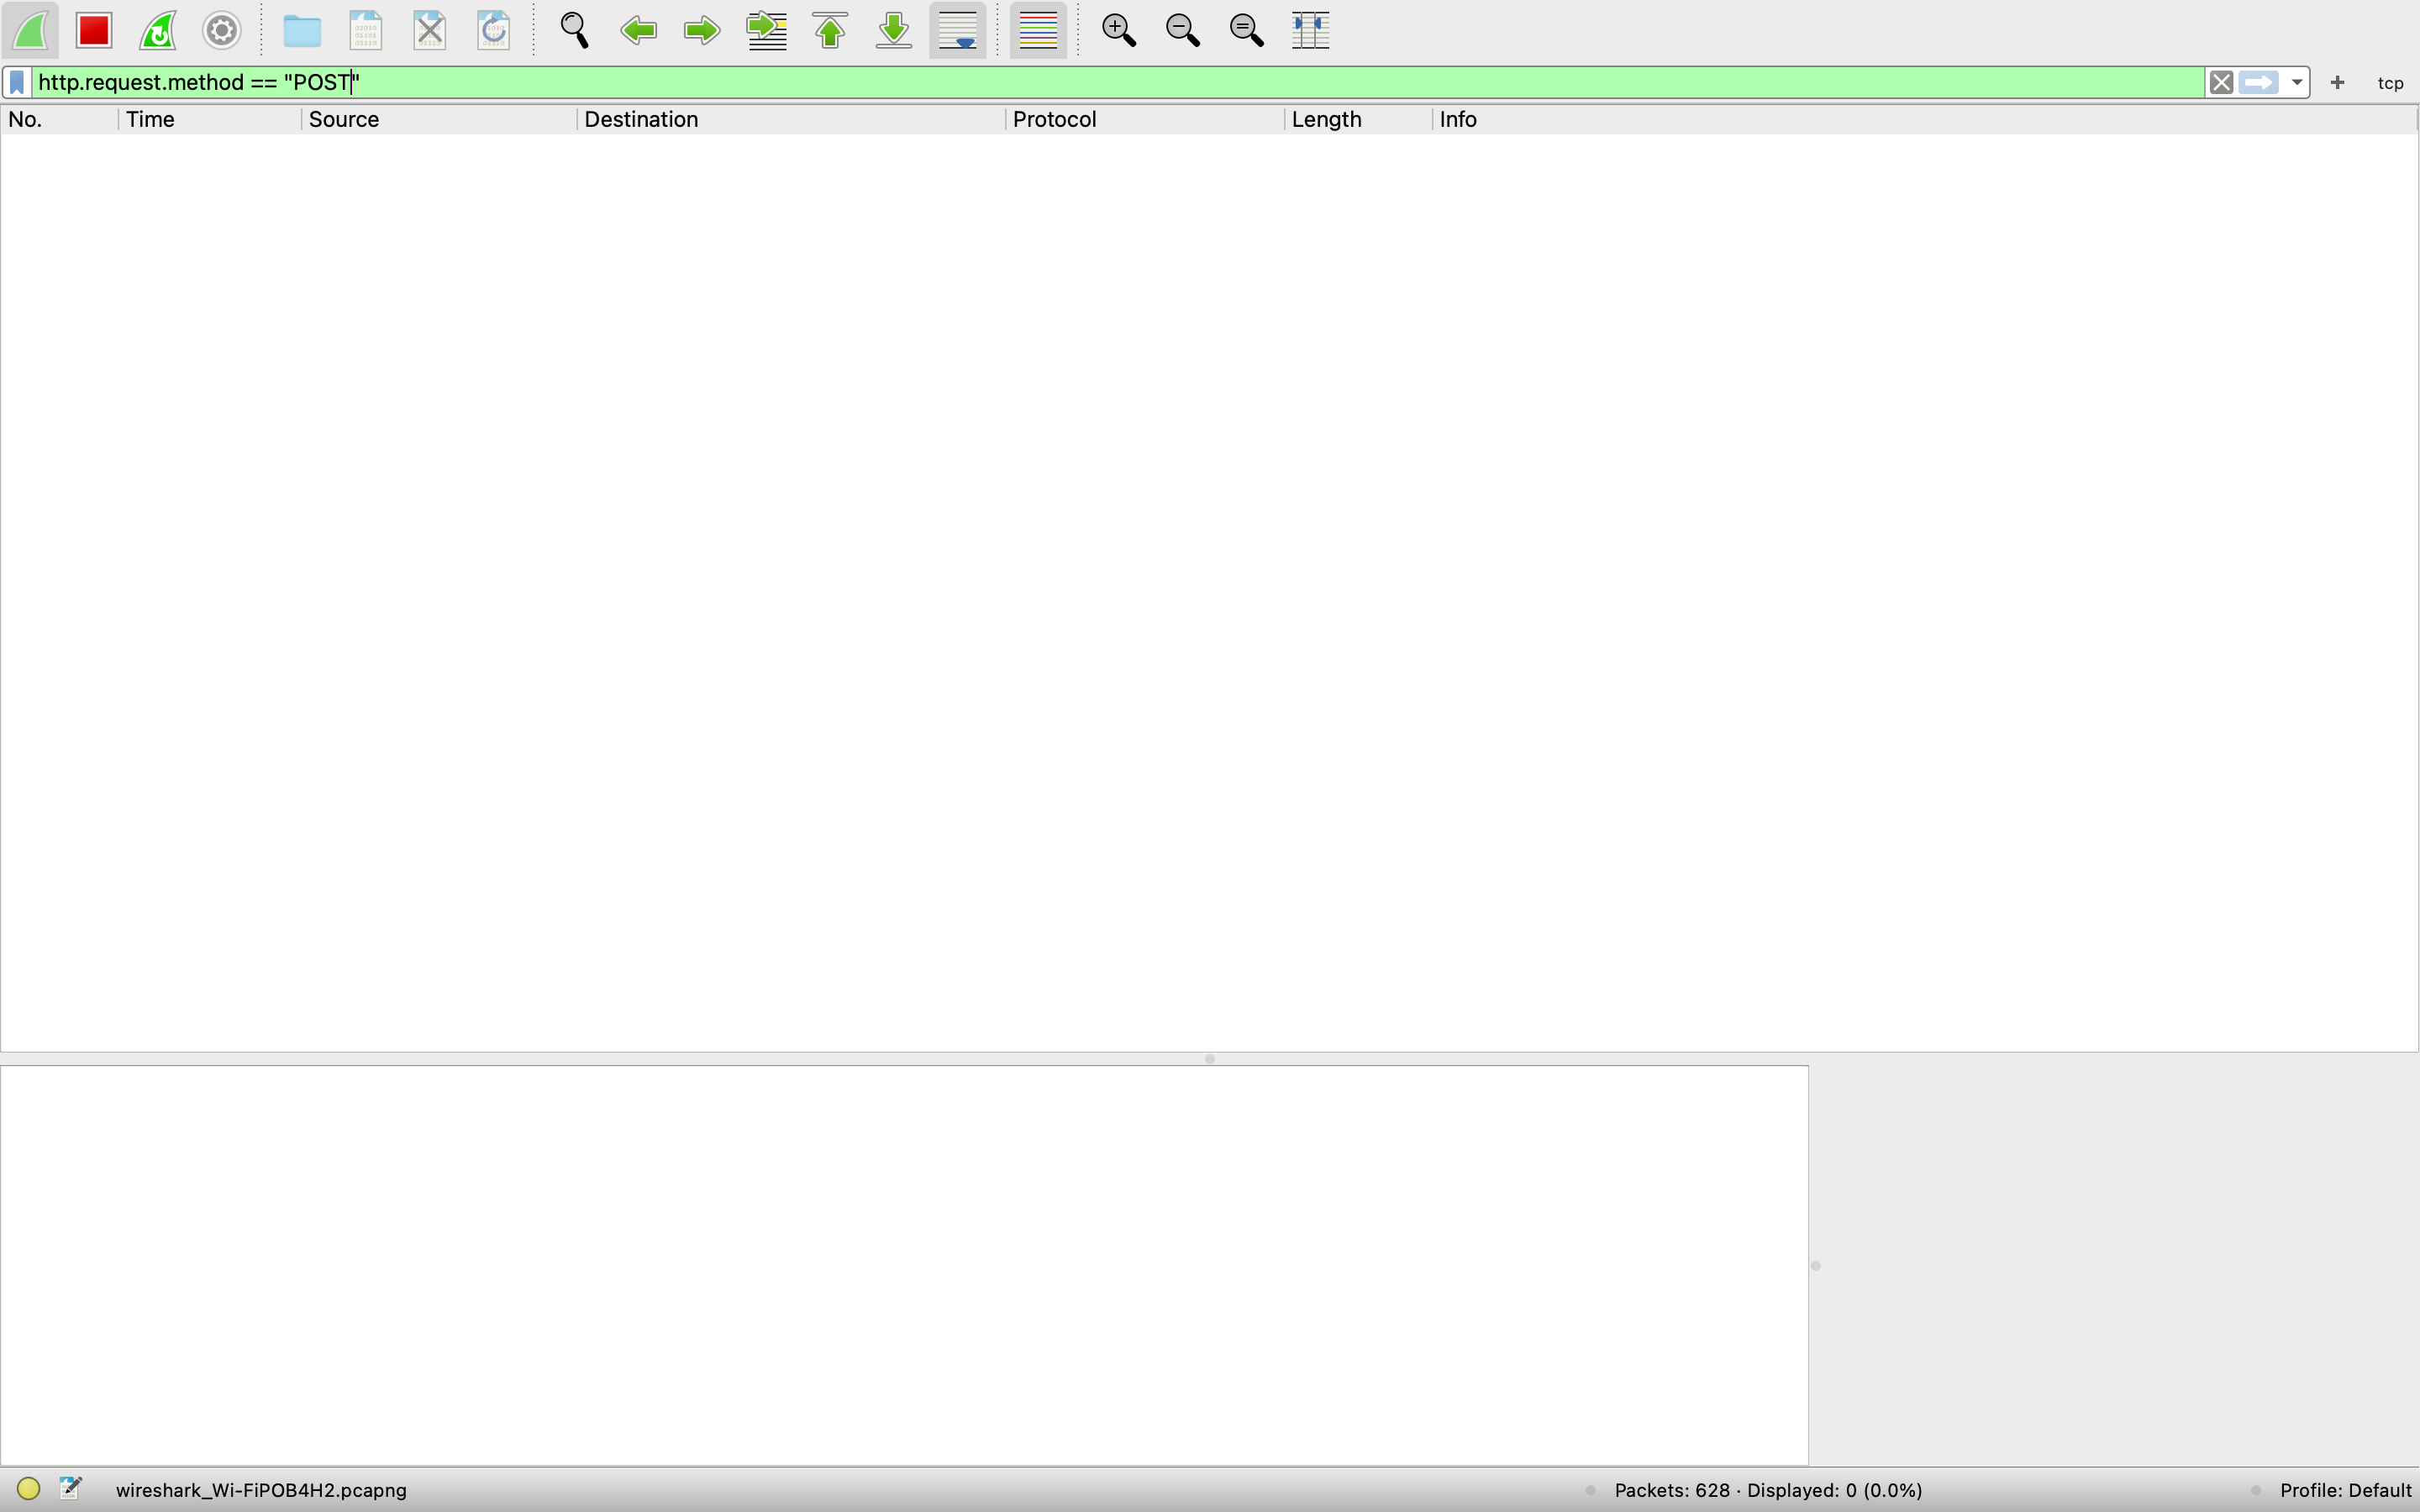 http.request.method == "POST"
tcp
No. Time Source Destination Protocol Length Info
wireshark_Wi-FiPOB4H2.pcapng Packets: 628 · Displayed: 0 (0.0%) Profile: Default